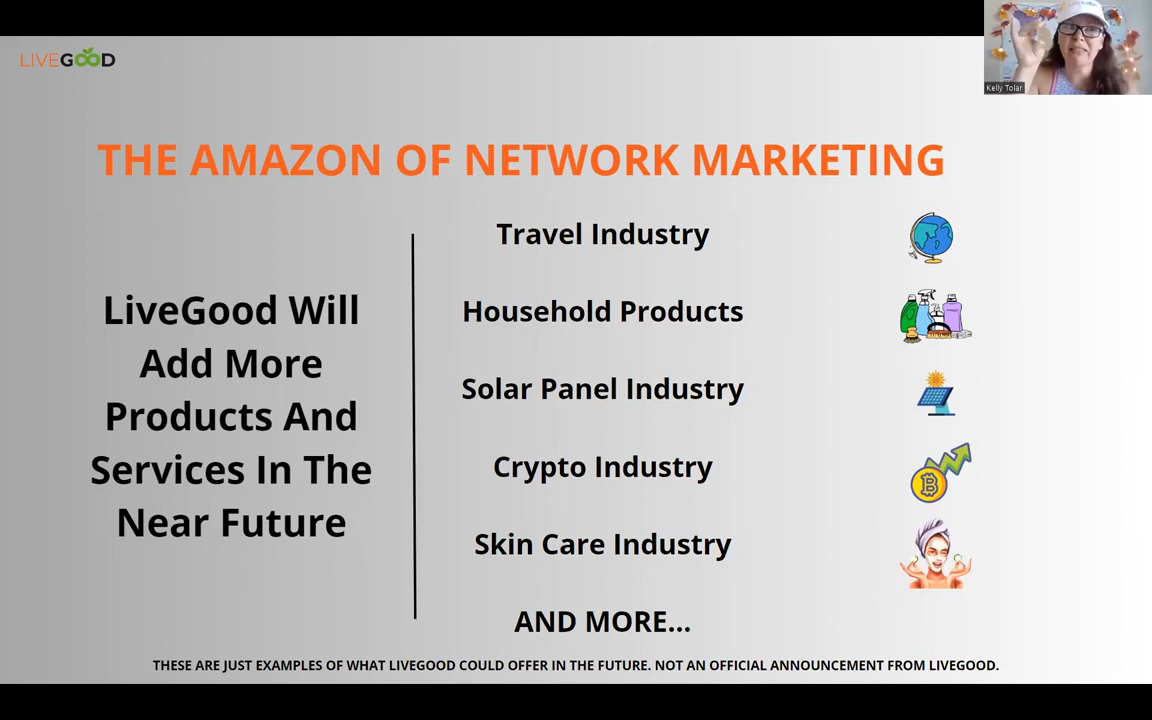 LIVEGOOD
Kelly Tolar
THE AMAZON OF NETWORK MARKETING
LiveGood Will
Add More
Products And
Services In The
Near Future
Travel Industry
Household Products
Solar Panel Industry
Crypto Industry
Skin Care Industry
AND MORE...
THESE ARE JUST EXAMPLES OF WHAT LIVEGOOD COULD OFFER IN THE FUTURE. NOT AN OFFICIAL ANNOUNCEMENT FROM LIVEGOOD.